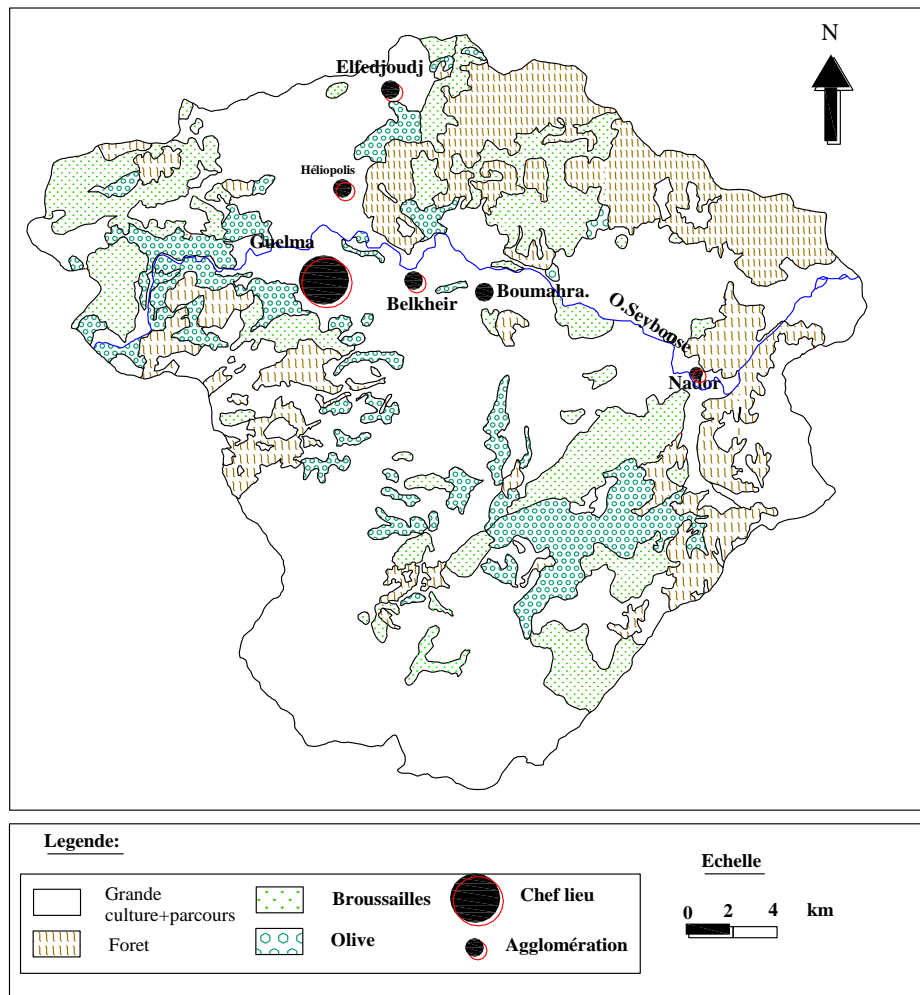 N
Elfedjoudj
Héliopolis
Guelma
Belkheir
Boumahra.
O.Seybouse
Nador
Legende:
Grande
culture+parcours
Foret
Broussailles
Olive
Chef lieu
Agglomération
Echelle
0 2 4 km